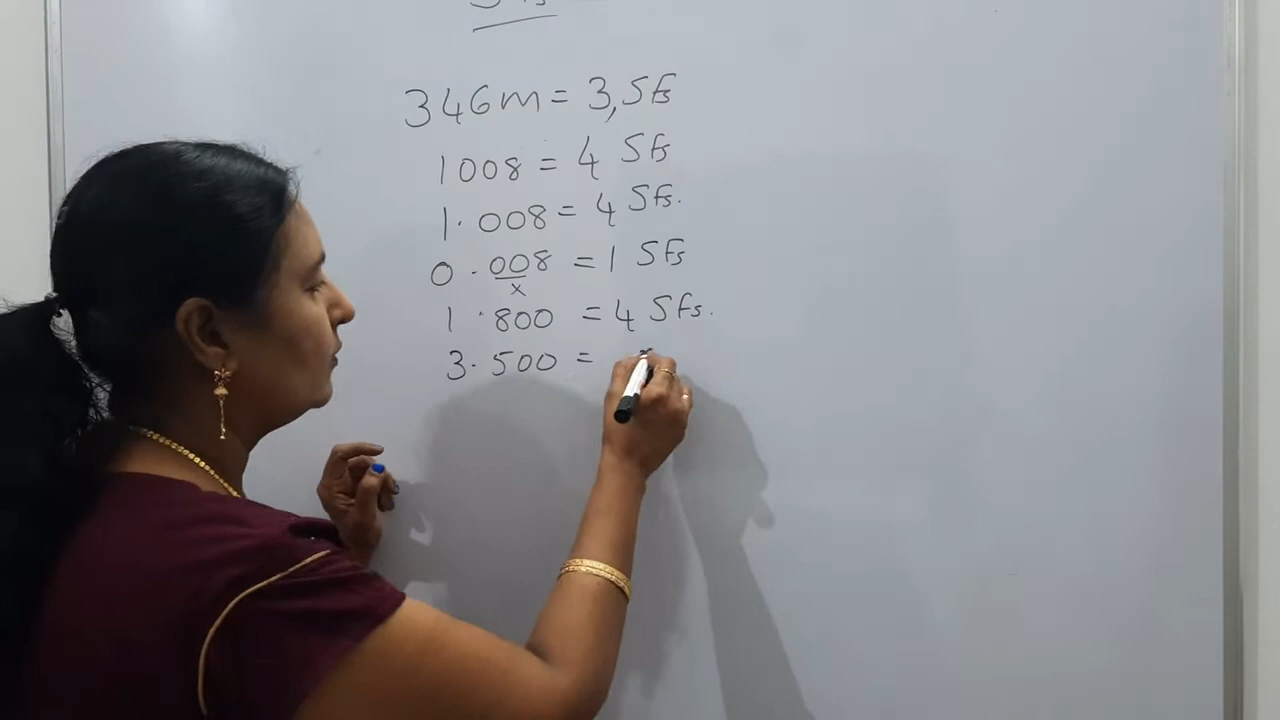 346m = 3, Sfs
1008 = 4 Sfs
1.008 = 4 Sfs.
0.008 = 1 Sfs
x
1.800 = 4 Sfs.
3.500 =